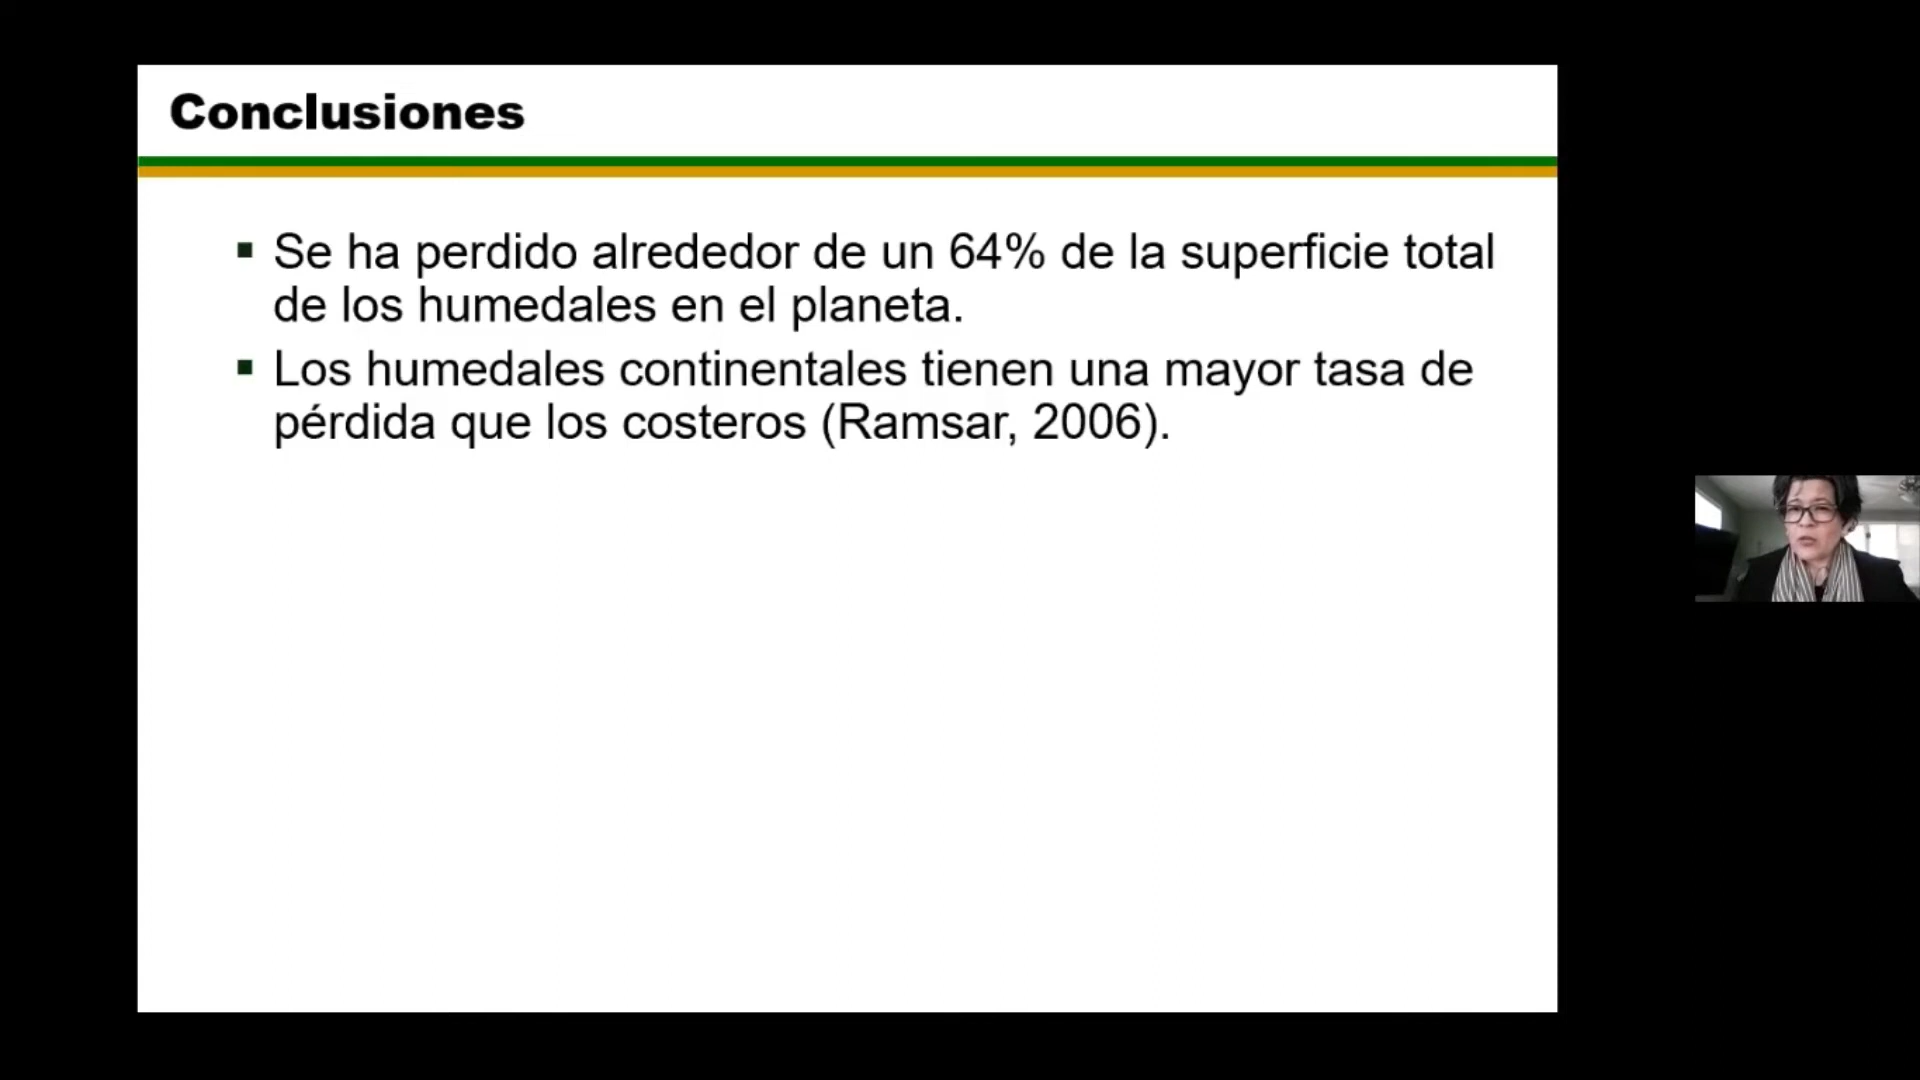 Conclusiones
▪ Se ha perdido alrededor de un 64% de la superficie total
de los humedales en el planeta.
▪ Los humedales continentales tienen una mayor tasa de
pérdida que los costeros (Ramsar, 2006).